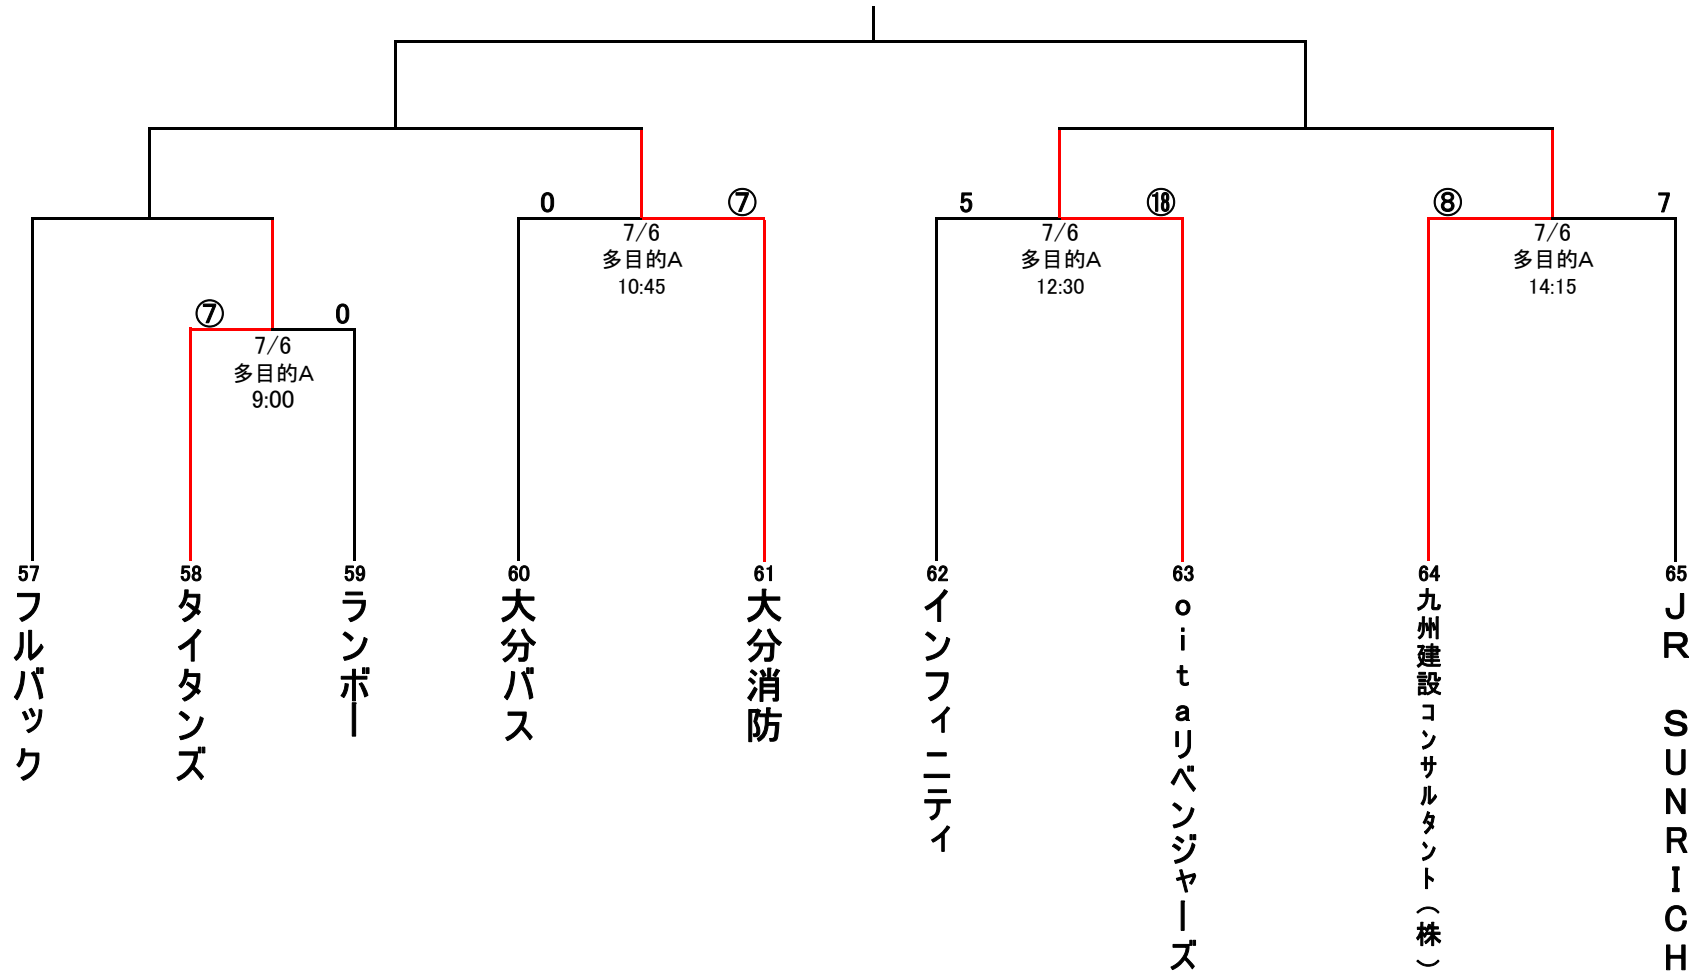 0
⑦
5
⑱
⑧
7
7/6
多目的A
10:45
7/6
多目的A
12:30
7/6
多目的A
14:15
⑦
0
7/6
多目的A
9:00
57
フルバック
58
タイタンズ
59
ランボー
60
大分バス
61
大分消防
62
インフィニティ
63
oitaリベンジャーズ
64
九州建設コンサルタント(株)
65
JR SUNRICH